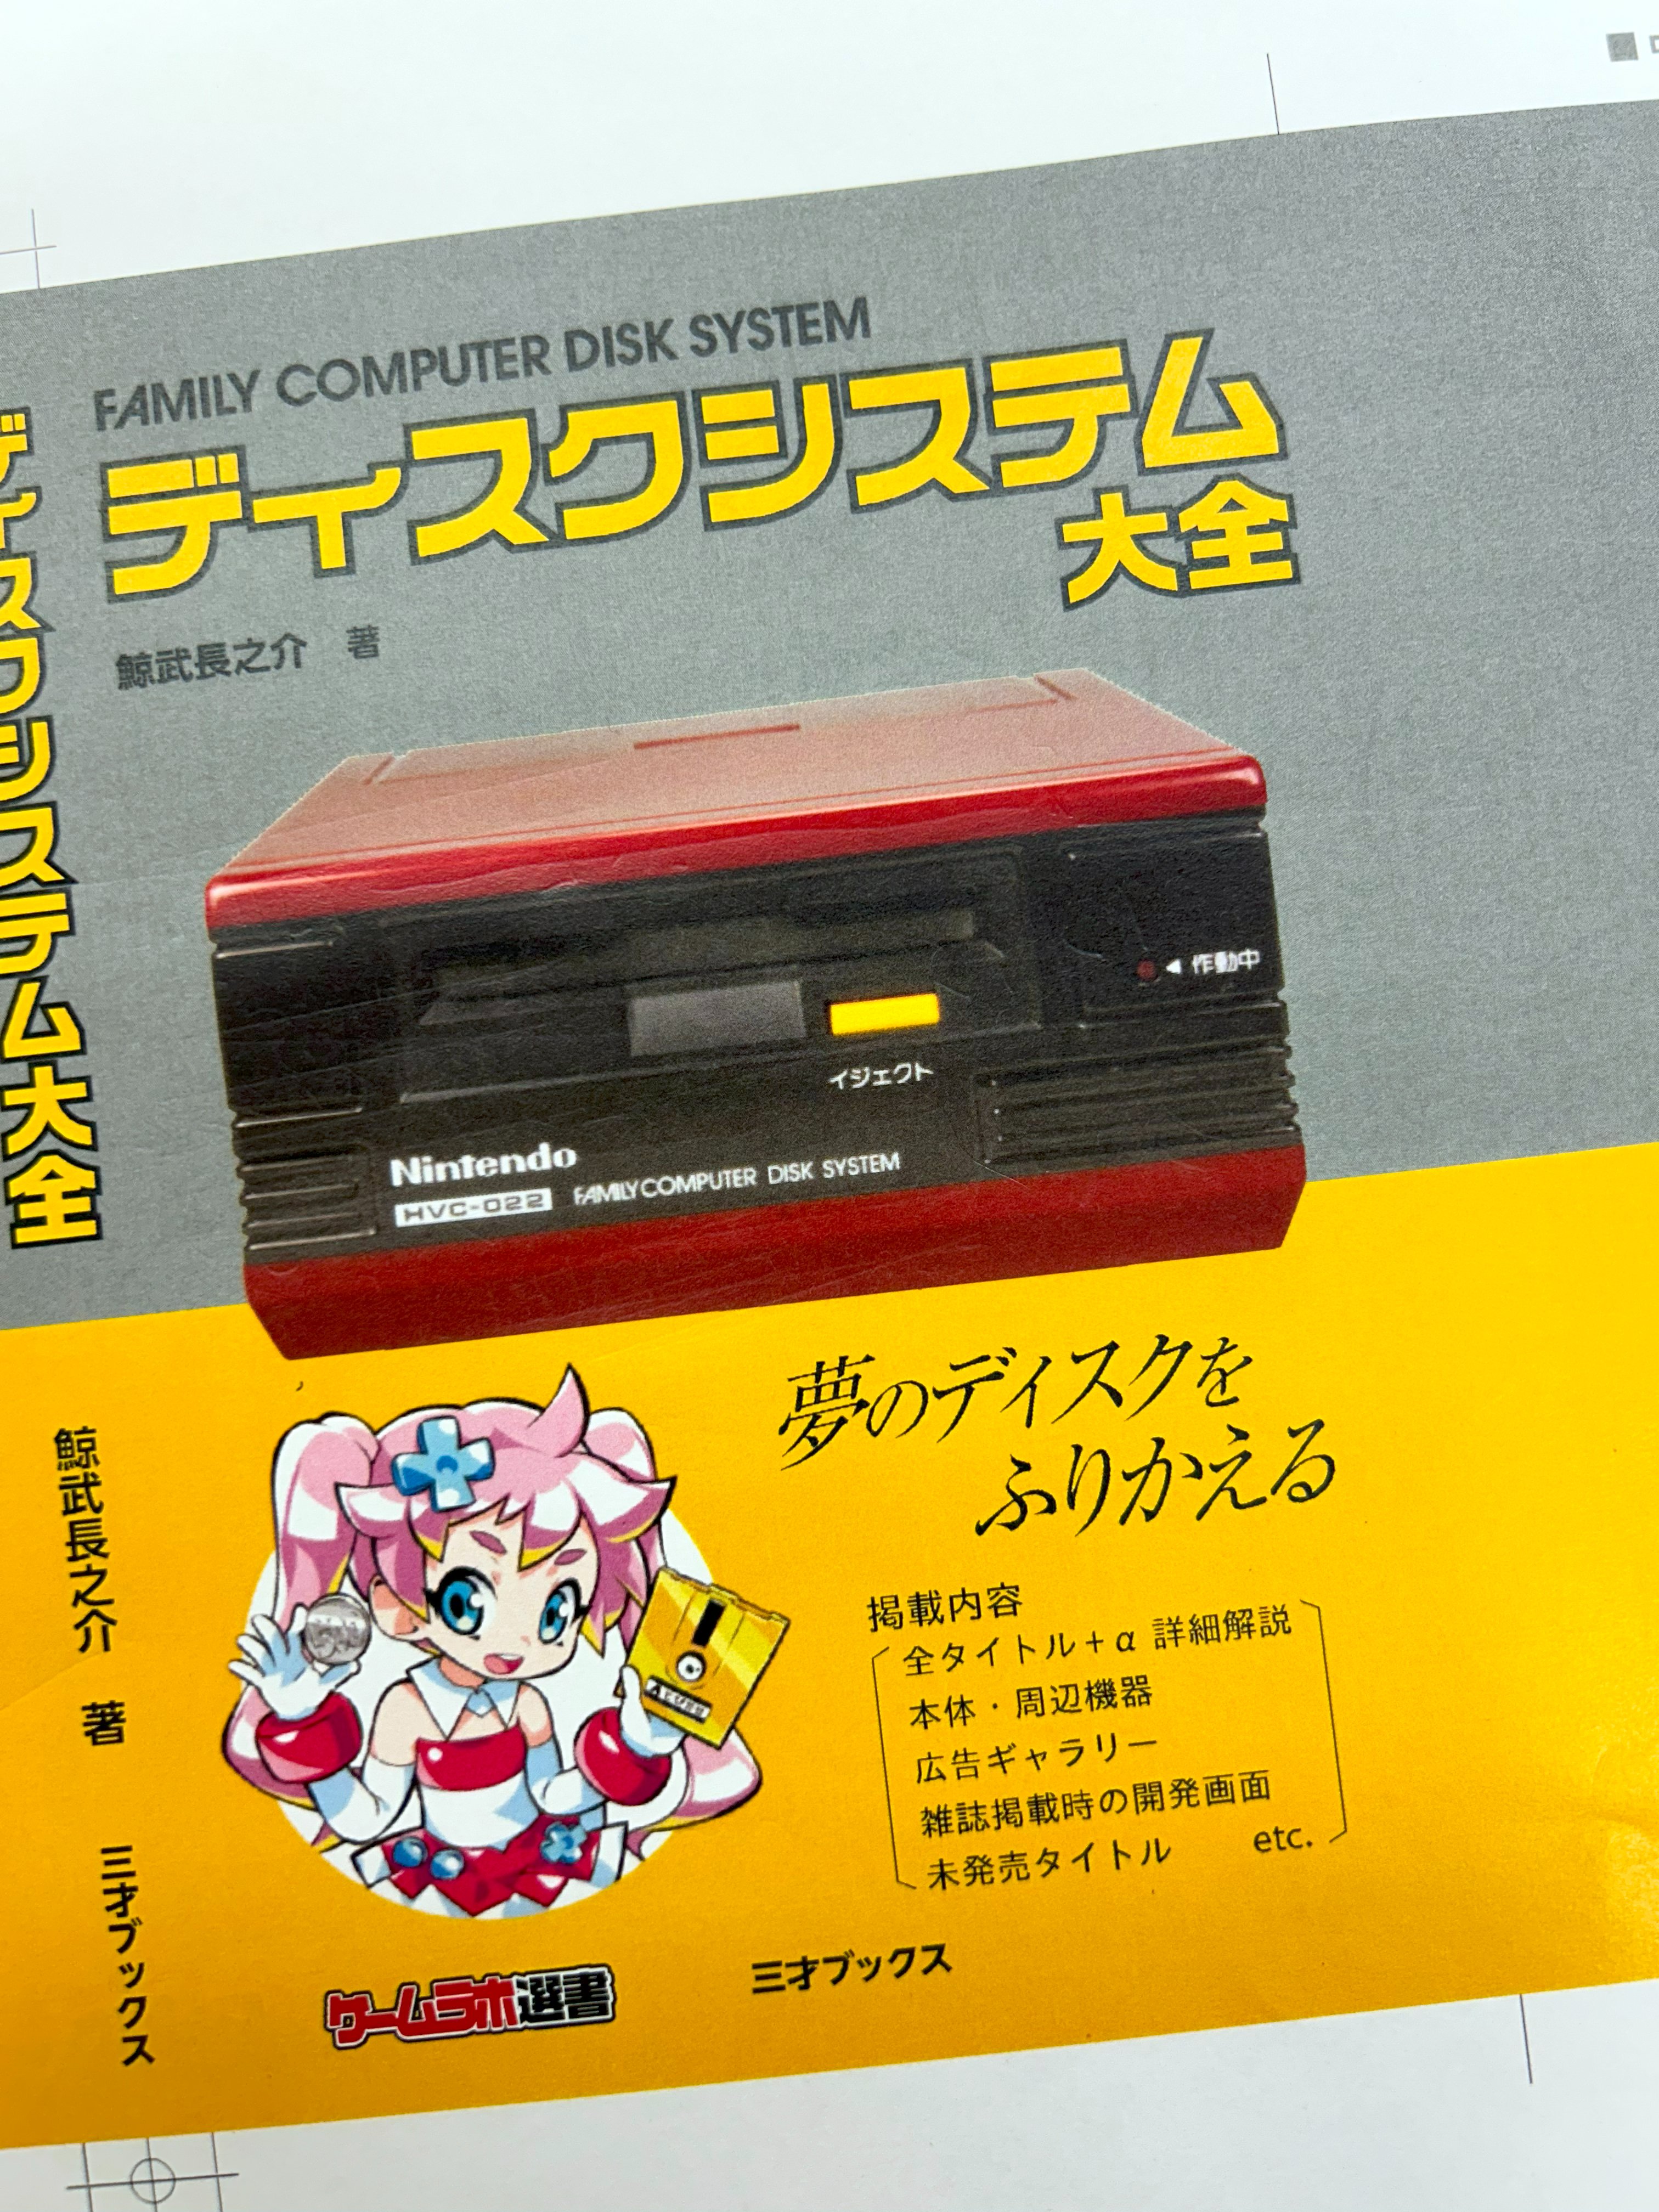 FAMILY COMPUTER DISK SYSTEM
ディスクシステム
大全
鯨武長之介 著
作動中
イジェクト
Nintendo
HVC-022 FAMILY COMPUTER DISK SYSTEM
夢のディスクを
ふりかえる
掲載内容
全タイトル+α 詳細解説
本体・周辺機器
広告ギャラリー
雑誌掲載時の開発画面
未発売タイトル etc.
ゲームラボ選書
三才ブックス
ディスクシステム大全
鯨武長之介 著
三才ブックス